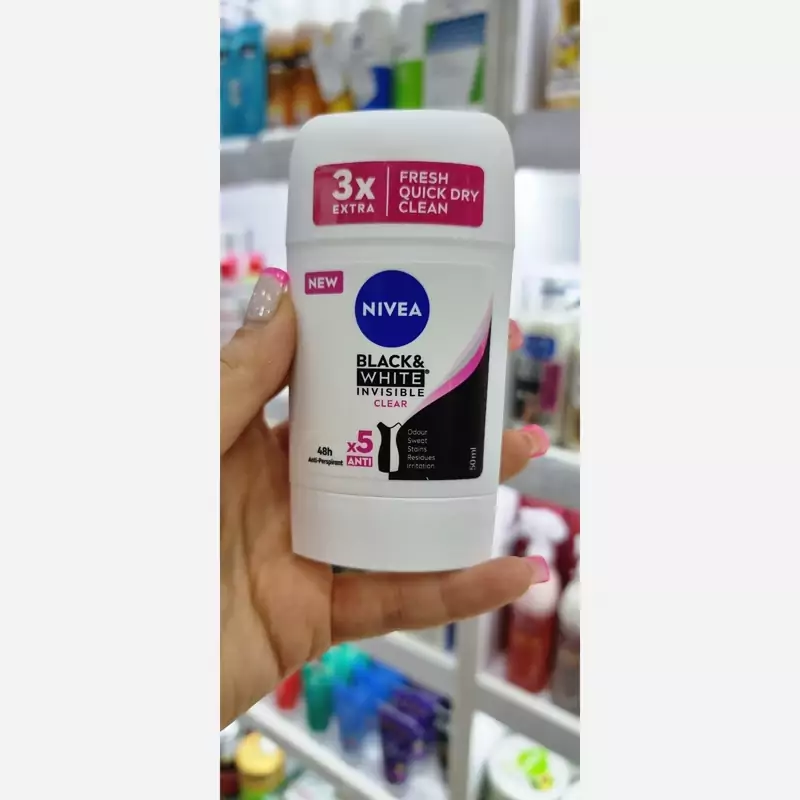 3x
EXTRA
FRESH
QUICK DRY
CLEAN
NEW
NIVEA
BLACK&
WHITE®
INVISIBLE
CLEAR
48h
Anti-Perspirant
x5
ANTI
Odour
Sweat
Stains
Residues
Irritation
50ml